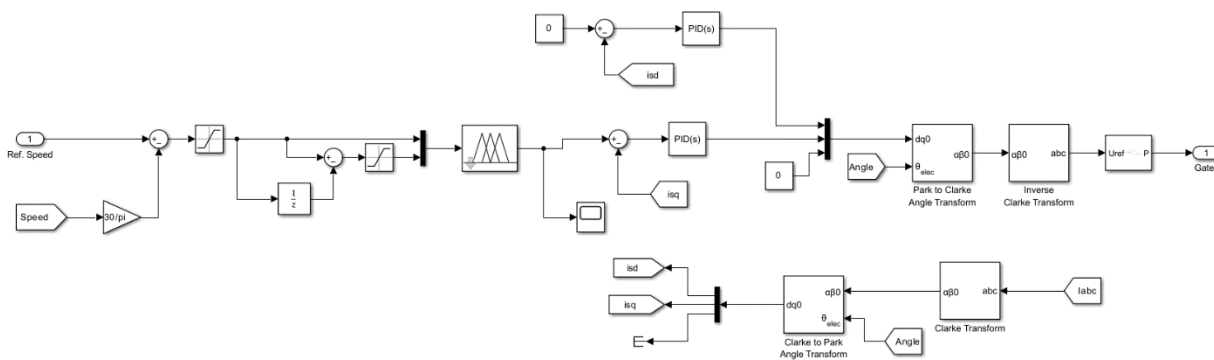 0
+
−
PID(s)
isd
1
Ref. Speed
+
−
+
−
1
z
Speed
30/pi
+
−
PID(s)
isq
0
Angle
dq0
αβ0
θelec
Park to Clarke
Angle Transform
αβ0
abc
Inverse
Clarke Transform
Uref
P
1
Gate
isd
isq
dq0
αβ0
θelec
Clarke to Park
Angle Transform
Angle
αβ0
abc
Clarke Transform
Iabc